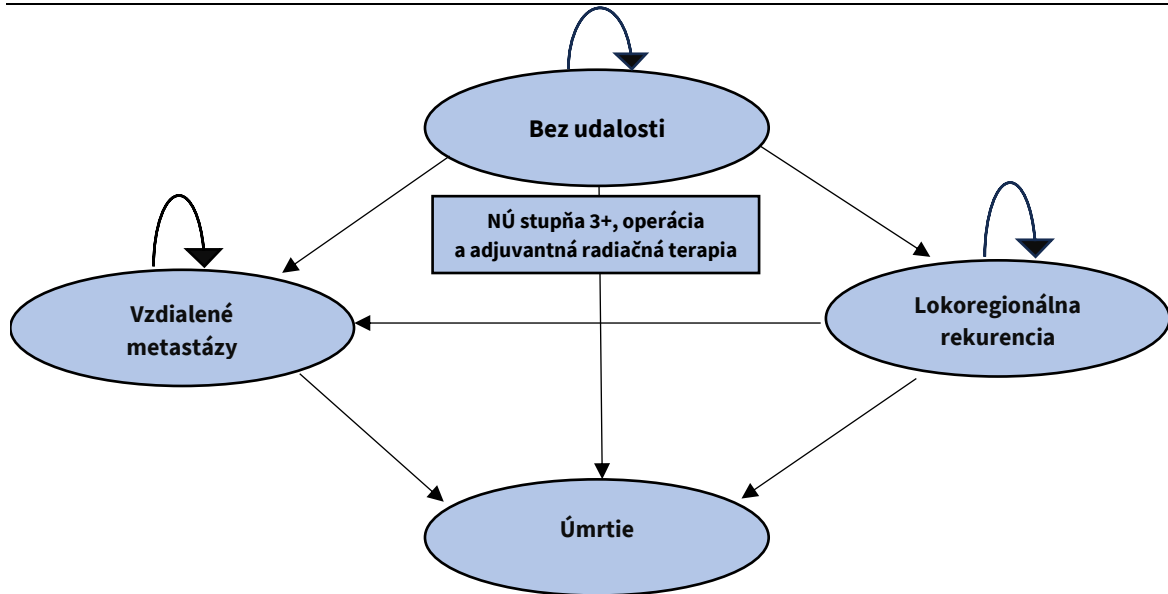 Bez udalosti
NÚ stupňa 3+, operácia
a adjuvantná radiačná terapia
Vzdialené
metastázy
Lokoregionálna
rekurencia
Úmrtie